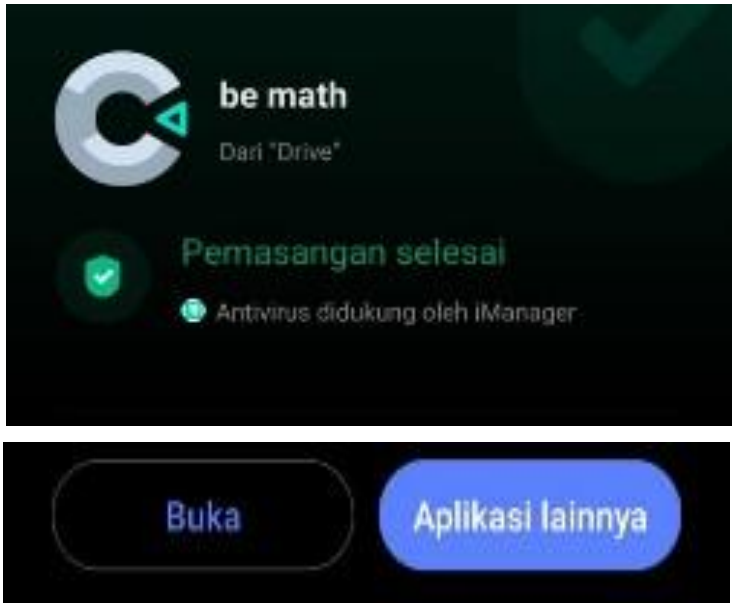 be math
Dari "Drive"
Pemasangan selesai
Antivirus didukung oleh iManager
Buka
Aplikasi lainnya